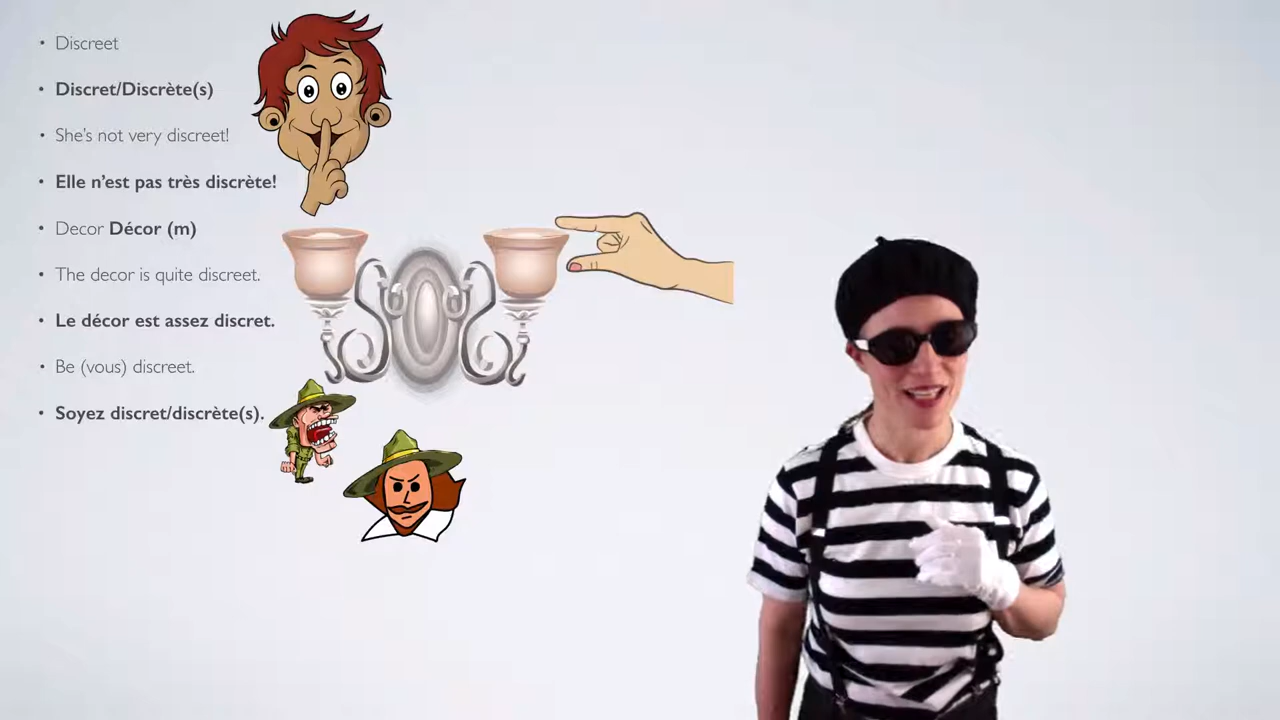 • Discreet
• Discret/Discrète(s)
• She's not very discreet!
• Elle n'est pas très discrète!
• Decor Décor (m)
• The decor is quite discreet.
• Le décor est assez discret.
• Be (vous) discreet.
• Soyez discret/discrète(s).